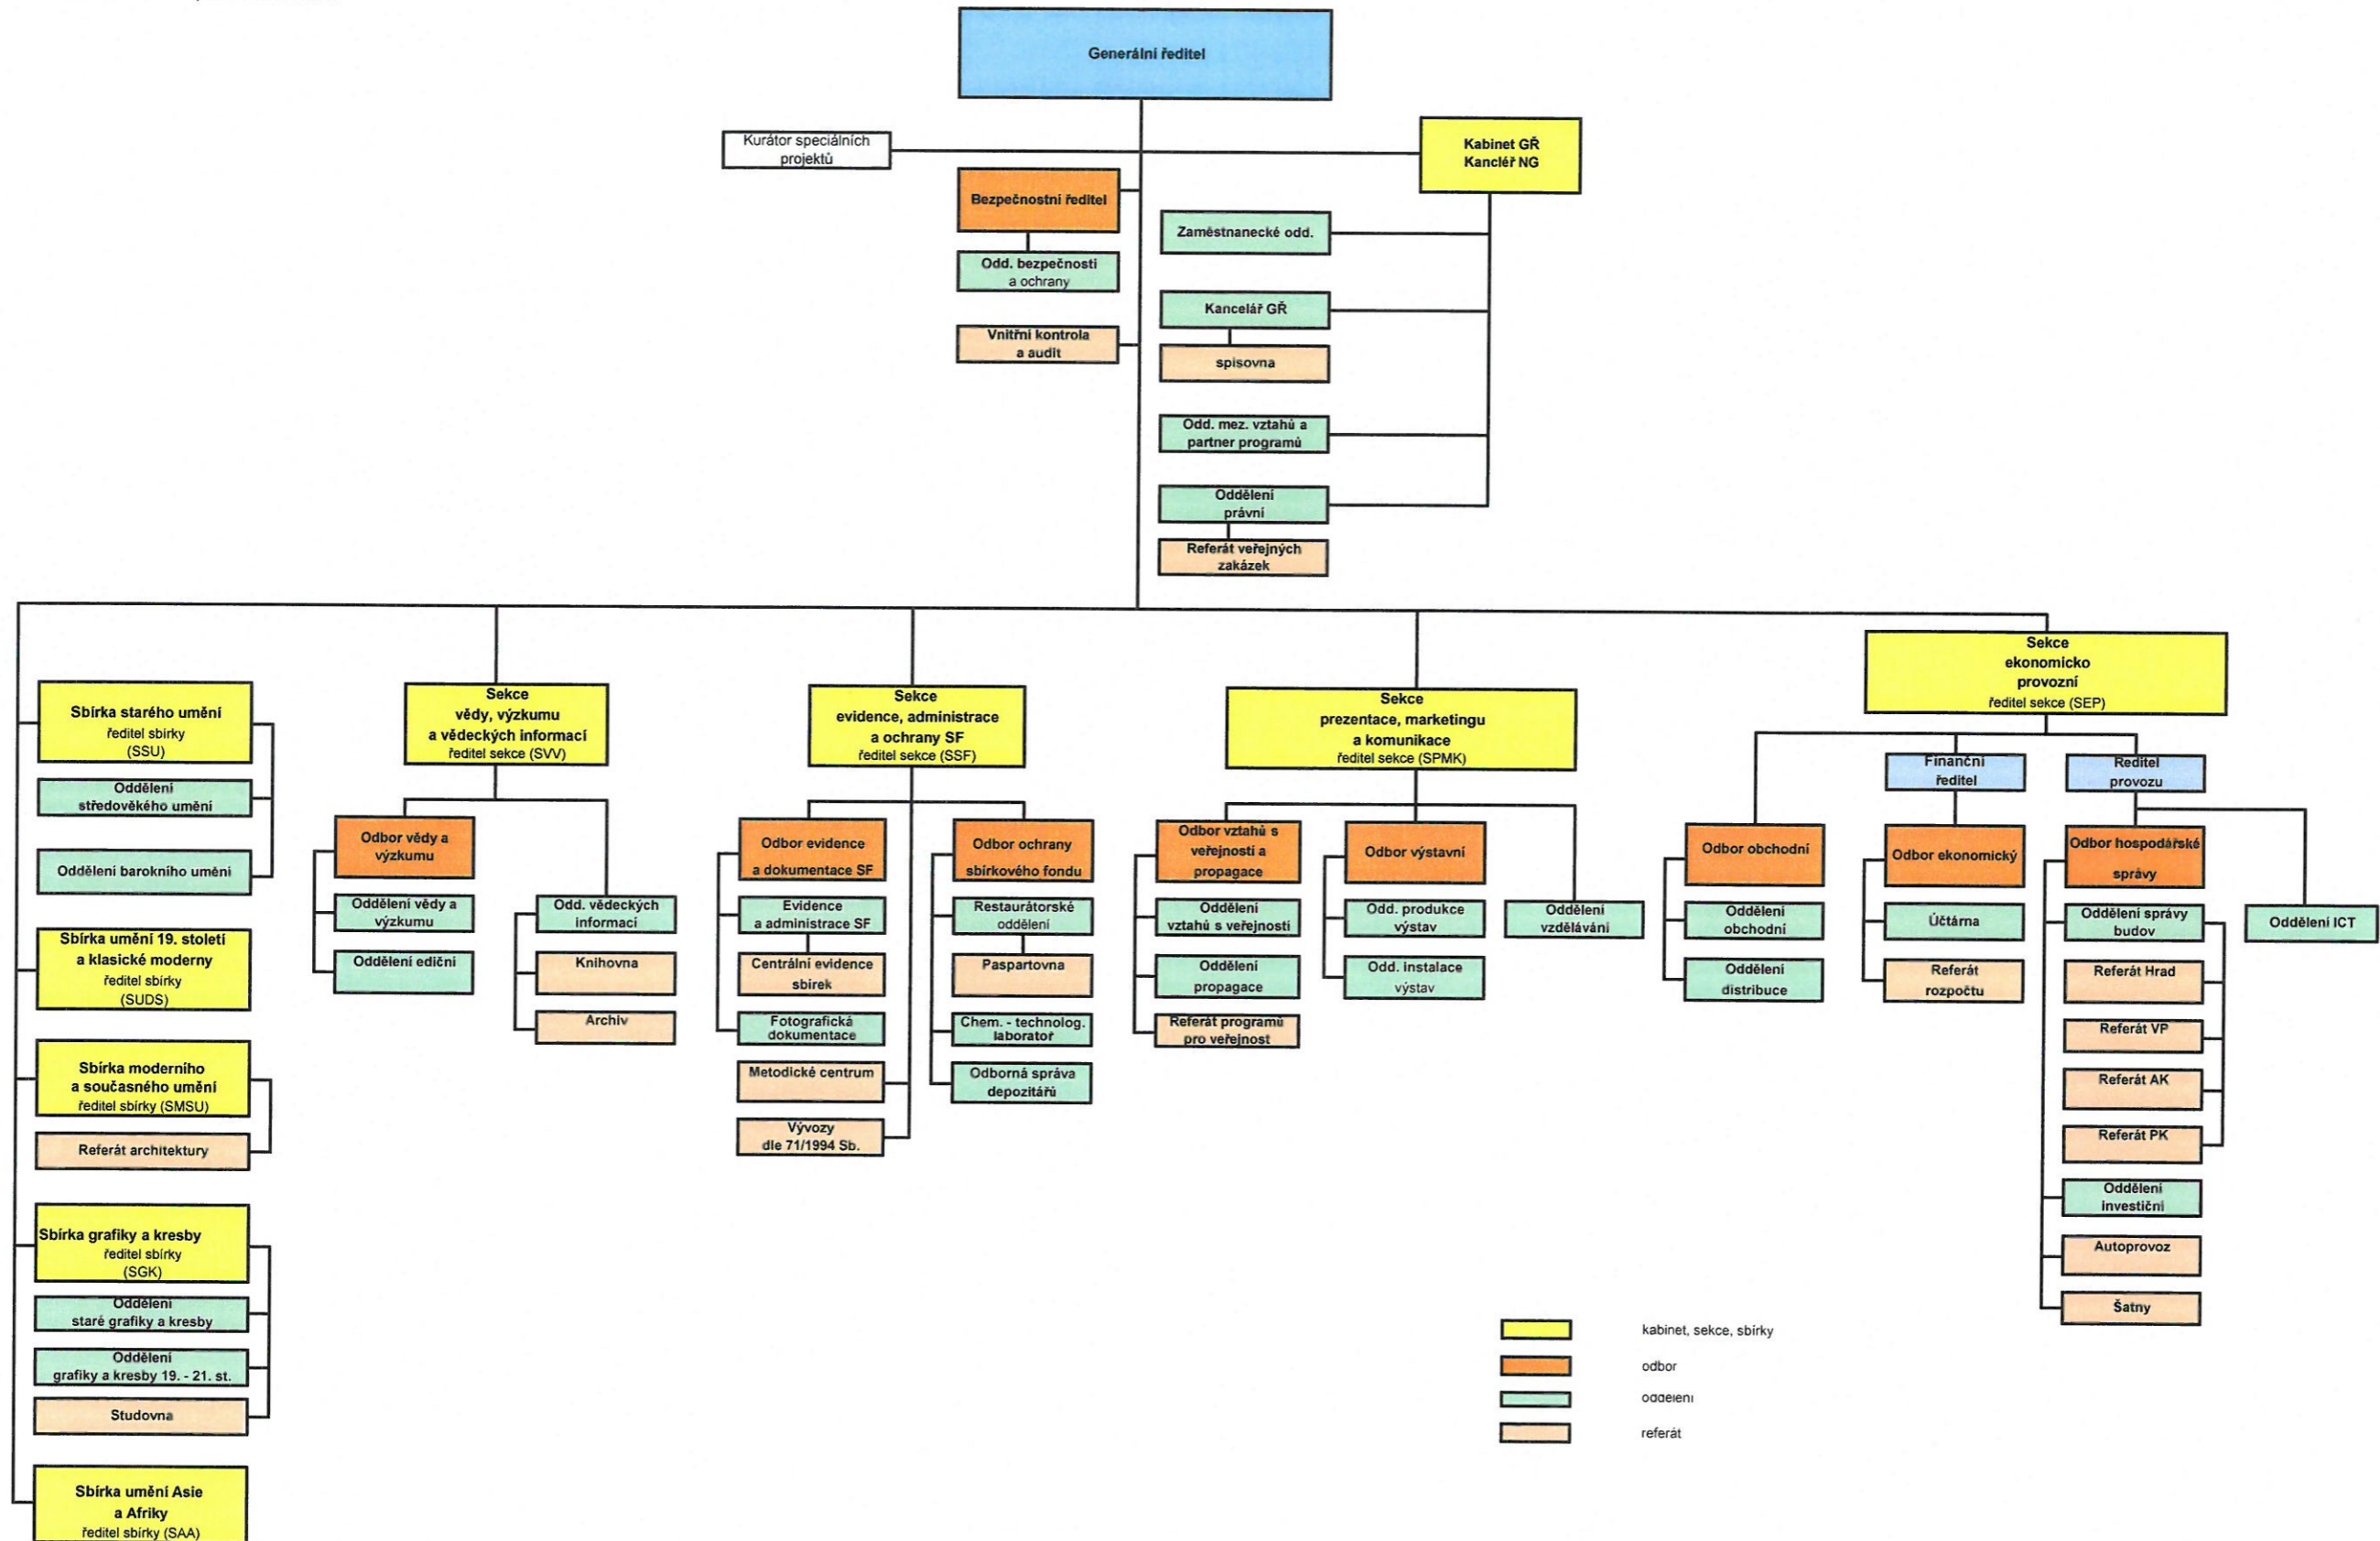 Generální ředitel
Kurátor speciálních
projektů
Kabinet GŘ
Kancléř NG
Bezpečnostní ředitel
Odd. bezpečnosti
a ochrany
Vnitřní kontrola
a audit
Zaměstnanecké odd.
Kancelář GŘ
spisovna
Odd. mez. vztahů a
partner programů
Oddělení
právní
Referát veřejných
zakázek
Sbírka starého umění
ředitel sbírky
(SSU)
Oddělení
středověkého umění
Oddělení barokního umění
Sbírka umění 19. století
a klasické moderny
ředitel sbírky
(SUDS)
Sbírka moderního
a současného umění
ředitel sbírky (SMSU)
Referát architektury
Sbírka grafiky a kresby
ředitel sbírky
(SGK)
Oddělení
staré grafiky a kresby
Oddělení
grafiky a kresby 19. - 21. st.
Studovna
Sbírka umění Asie
a Afriky
ředitel sbírky (SAA)
Sekce
vědy, výzkumu
a vědeckých informací
ředitel sekce (SVV)
Odbor vědy a
výzkumu
Oddělení vědy a
výzkumu
Oddělení ediční
Odd. vědeckých
informací
Knihovna
Archiv
Sekce
evidence, administrace
a ochrany SF
ředitel sekce (SSF)
Odbor evidence
a dokumentace SF
Evidence
a administrace SF
Centrální evidence
sbírek
Fotografická
dokumentace
Metodické centrum
Vývozy
dle 71/1994 Sb.
Odbor ochrany
sbírkového fondu
Restaurátorské
oddělení
Paspartovna
Chem. - technolog.
laboratoř
Odborná správa
depozitářů
Sekce
prezentace, marketingu
a komunikace
ředitel sekce (SPMK)
Odbor vztahů s
veřejností a
propagace
Oddělení
vztahů s veřejností
Oddělení
propagace
Referát programů
pro veřejnost
Odbor výstavní
Odd. produkce
výstav
Odd. instalace
výstav
Oddělení
vzdělávání
Sekce
ekonomicko
provozní
ředitel sekce (SEP)
Finanční
ředitel
Ředitel
provozu
Odbor obchodní
Oddělení
obchodní
Oddělení
distribuce
Odbor ekonomický
Účtárna
Referát
rozpočtu
Odbor hospodářské
správy
Oddělení správy
budov
Referát Hrad
Referát VP
Referát AK
Referát PK
Oddělení
investiční
Autoprovoz
Šatny
Oddělení ICT
kabinet, sekce, sbírky
odbor
oddělení
referát